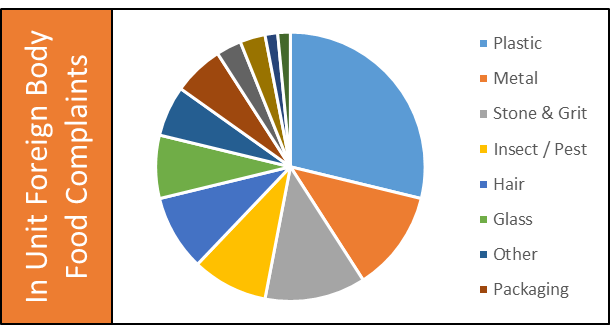 In Unit Foreign Body
Food Complaints
Plastic
Metal
Stone & Grit
Insect / Pest
Hair
Glass
Other
Packaging